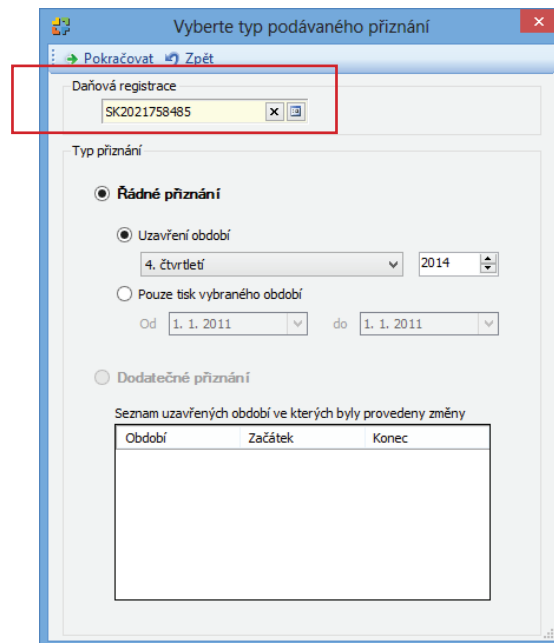 Vyberte typ podávaného přiznání
Pokračovat Zpět
Daňová registrace
SK2021758485
Typ přiznání
Řádné přiznání
Uzavření období
4. čtvrtletí 2014
Pouze tisk vybraného období
Od 1. 1. 2011 do 1. 1. 2011
Dodatečné přiznání
Seznam uzavřených období ve kterých byly provedeny změny
Období Začátek Konec